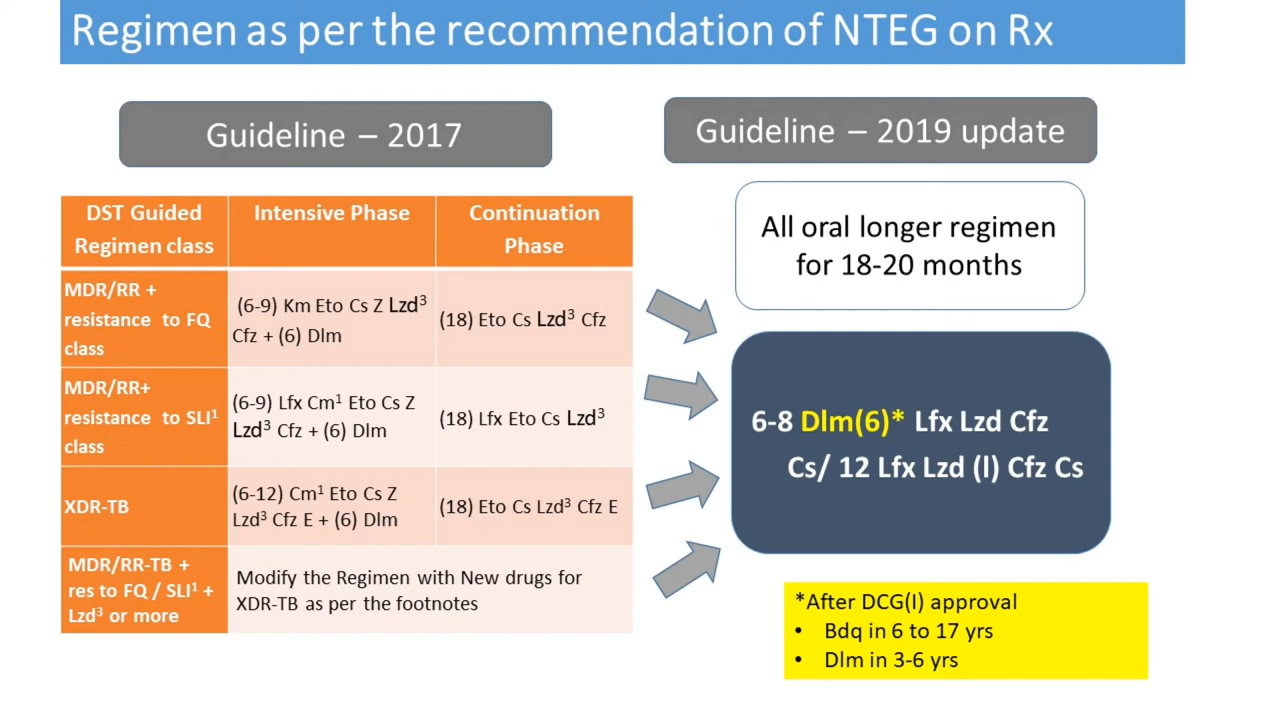 Regimen as per the recommendation of NTEG on Rx
Guideline – 2017
DST Guided
Regimen class
Intensive Phase
Continuation
Phase
MDR/RR +
resistance to FQ
class
(6-9) Km Eto Cs Z Lzd³
Cfz + (6) Dlm
(18) Eto Cs Lzd³ Cfz
MDR/RR+
resistance to SLI¹
class
(6-9) Lfx Cm¹ Eto Cs Z
Lzd³ Cfz + (6) Dlm
(18) Lfx Eto Cs Lzd³
XDR-TB
(6-12) Cm¹ Eto Cs Z
Lzd³ Cfz E + (6) Dlm
(18) Eto Cs Lzd³ Cfz E
MDR/RR-TB +
res to FQ / SLI¹ +
Lzd³ or more
Modify the Regimen with New drugs for
XDR-TB as per the footnotes
Guideline – 2019 update
All oral longer regimen
for 18-20 months
6-8 Dlm(6)* Lfx Lzd Cfz
Cs/ 12 Lfx Lzd (l) Cfz Cs
*After DCG(I) approval
• Bdq in 6 to 17 yrs
• Dlm in 3-6 yrs